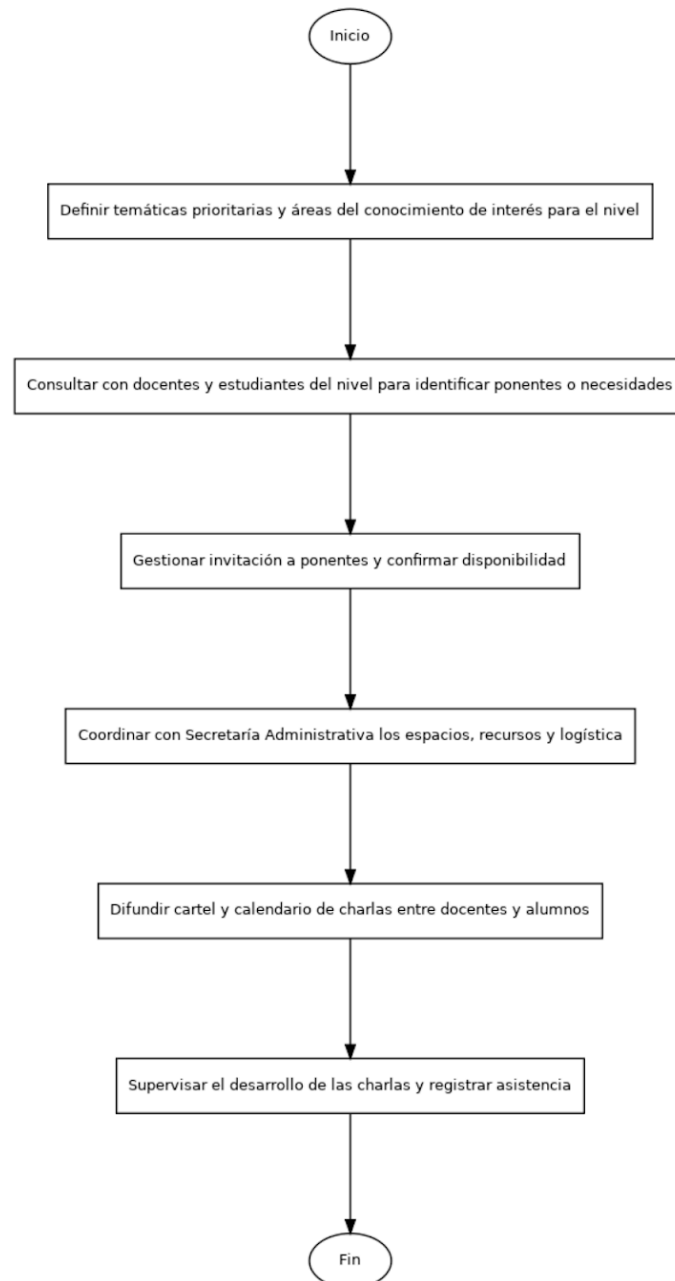 Inicio
Definir temáticas prioritarias y áreas del conocimiento de interés para el nivel
Consultar con docentes y estudiantes del nivel para identificar ponentes o necesidades
Gestionar invitación a ponentes y confirmar disponibilidad
Coordinar con Secretaría Administrativa los espacios, recursos y logística
Difundir cartel y calendario de charlas entre docentes y alumnos
Supervisar el desarrollo de las charlas y registrar asistencia
Fin